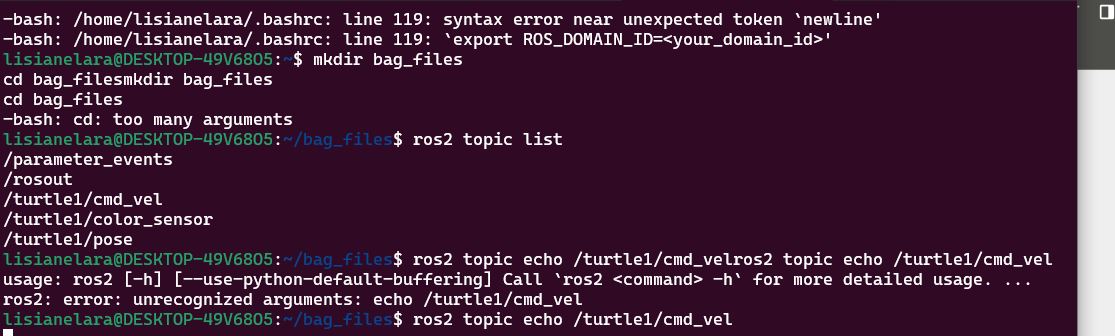 -bash: /home/lisianelara/.bashrc: line 119: syntax error near unexpected token `newline'
-bash: /home/lisianelara/.bashrc: line 119: `export ROS_DOMAIN_ID=<your_domain_id>'
lisianelara@DESKTOP-49V68O5:~$ mkdir bag_files
cd bag_filesmkdir bag_files
cd bag_files
-bash: cd: too many arguments
lisianelara@DESKTOP-49V68O5:~/bag_files$ ros2 topic list
/parameter_events
/rosout
/turtle1/cmd_vel
/turtle1/color_sensor
/turtle1/pose
lisianelara@DESKTOP-49V68O5:~/bag_files$ ros2 topic echo /turtle1/cmd_velros2 topic echo /turtle1/cmd_vel
usage: ros2 [-h] [--use-python-default-buffering] Call `ros2 <command> -h` for more detailed usage. ...
ros2: error: unrecognized arguments: echo /turtle1/cmd_vel
lisianelara@DESKTOP-49V68O5:~/bag_files$ ros2 topic echo /turtle1/cmd_vel